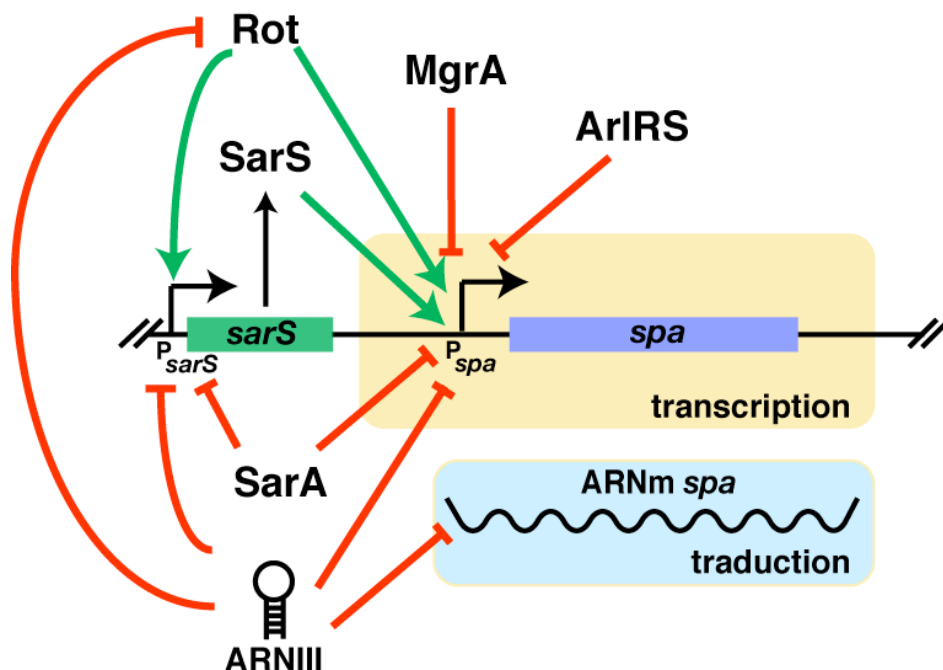 Rot
MgrA
ArlRS
SarS
sarS
spa
PsarS
Pspa
transcription
SarA
ARNm spa
traduction
ARNIII